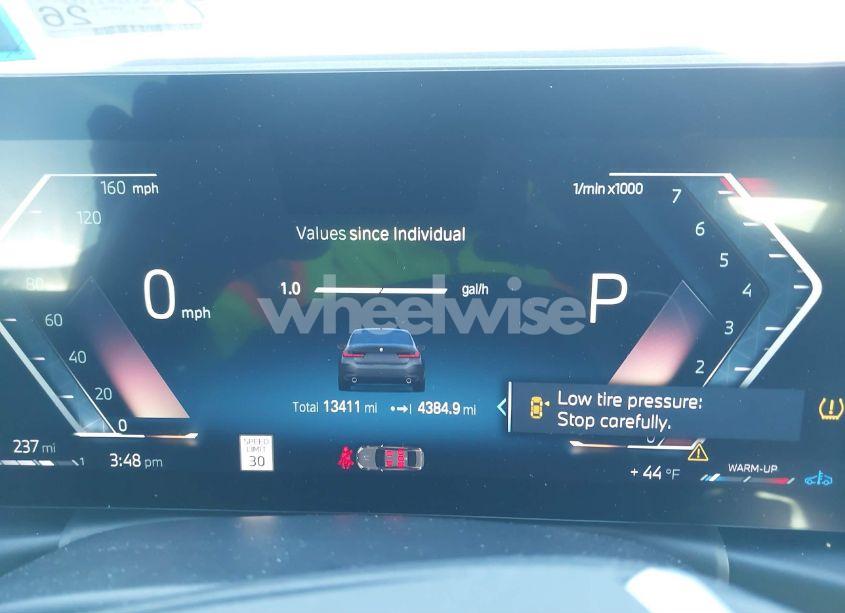 26
160 mph
120
80
60
40
20
0
0 mph
Values since Individual
1.0 gal/h
wheelwise
Total 13411 mi 4384.9 mi
1/min x1000
7
6
5
4
3
2
0
P
Low tire pressure:
Stop carefully.
237 mi
1
3:48 pm
SPEED
LIMIT
30
+ 44 °F
WARM-UP